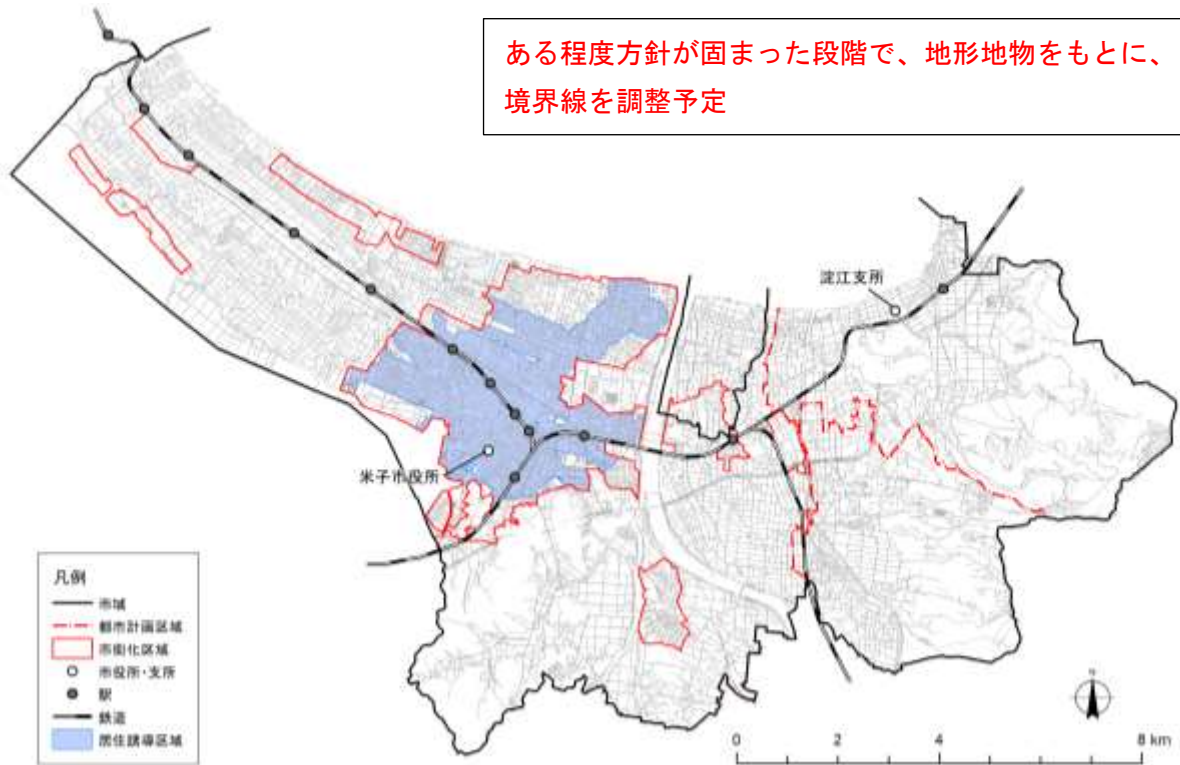 ある程度方針が固まった段階で、地形地物をもとに、
境界線を調整予定
淀江支所
米子市役所
凡例
市域
都市計画区域
市街化区域
市役所・支所
駅
鉄道
居住誘導区域
N
0 2 4 8 km